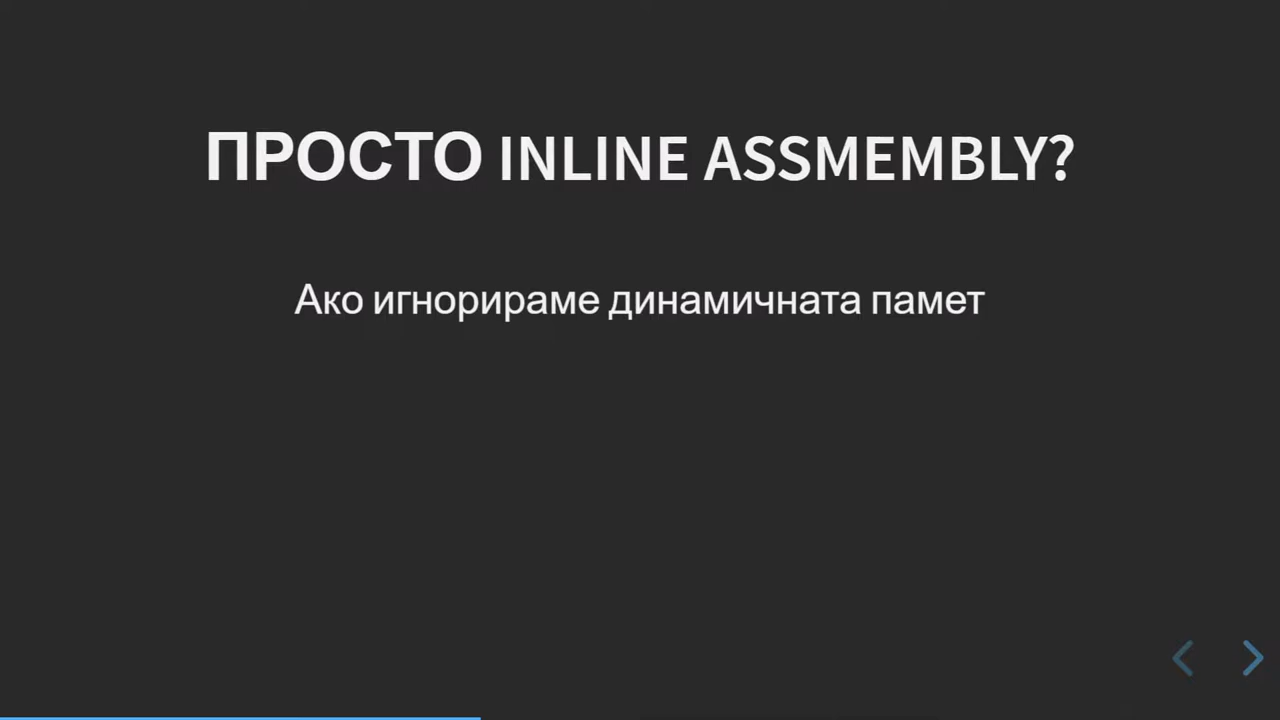 ПРОСТО INLINE ASSMEMBLY?
Ако игнорираме динамичната памет